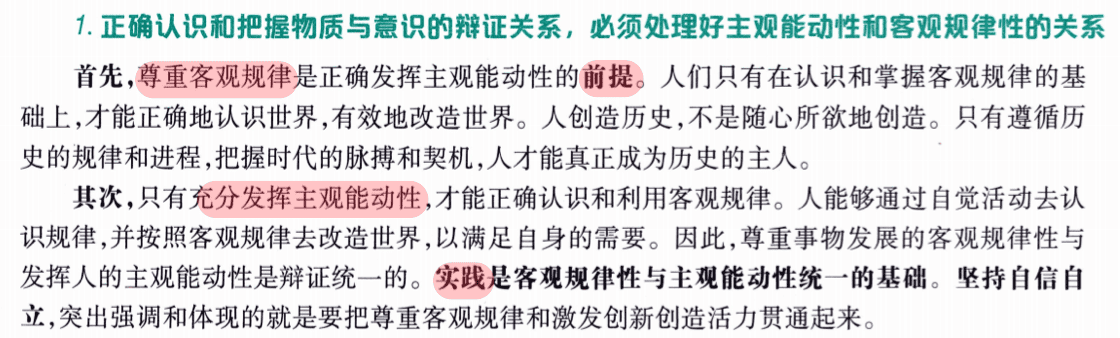 1. 正确认识和把握物质与意识的辩证关系，必须处理好主观能动性和客观规律性的关系
首先，尊重客观规律是正确发挥主观能动性的前提。人们只有在认识和掌握客观规律的基
础上，才能正确地认识世界，有效地改造世界。人创造历史，不是随心所欲地创造。只有遵循历
史的规律和进程，把握时代的脉搏和契机，人才能真正成为历史的主人。
其次，只有充分发挥主观能动性，才能正确认识和利用客观规律。人能够通过自觉活动去认
识规律，并按照客观规律去改造世界，以满足自身的需要。因此，尊重事物发展的客观规律性与
发挥人的主观能动性是辩证统一的。实践是客观规律性与主观能动性统一的基础。坚持自信自
立，突出强调和体现的就是要把尊重客观规律和激发创新创造活力贯通起来。